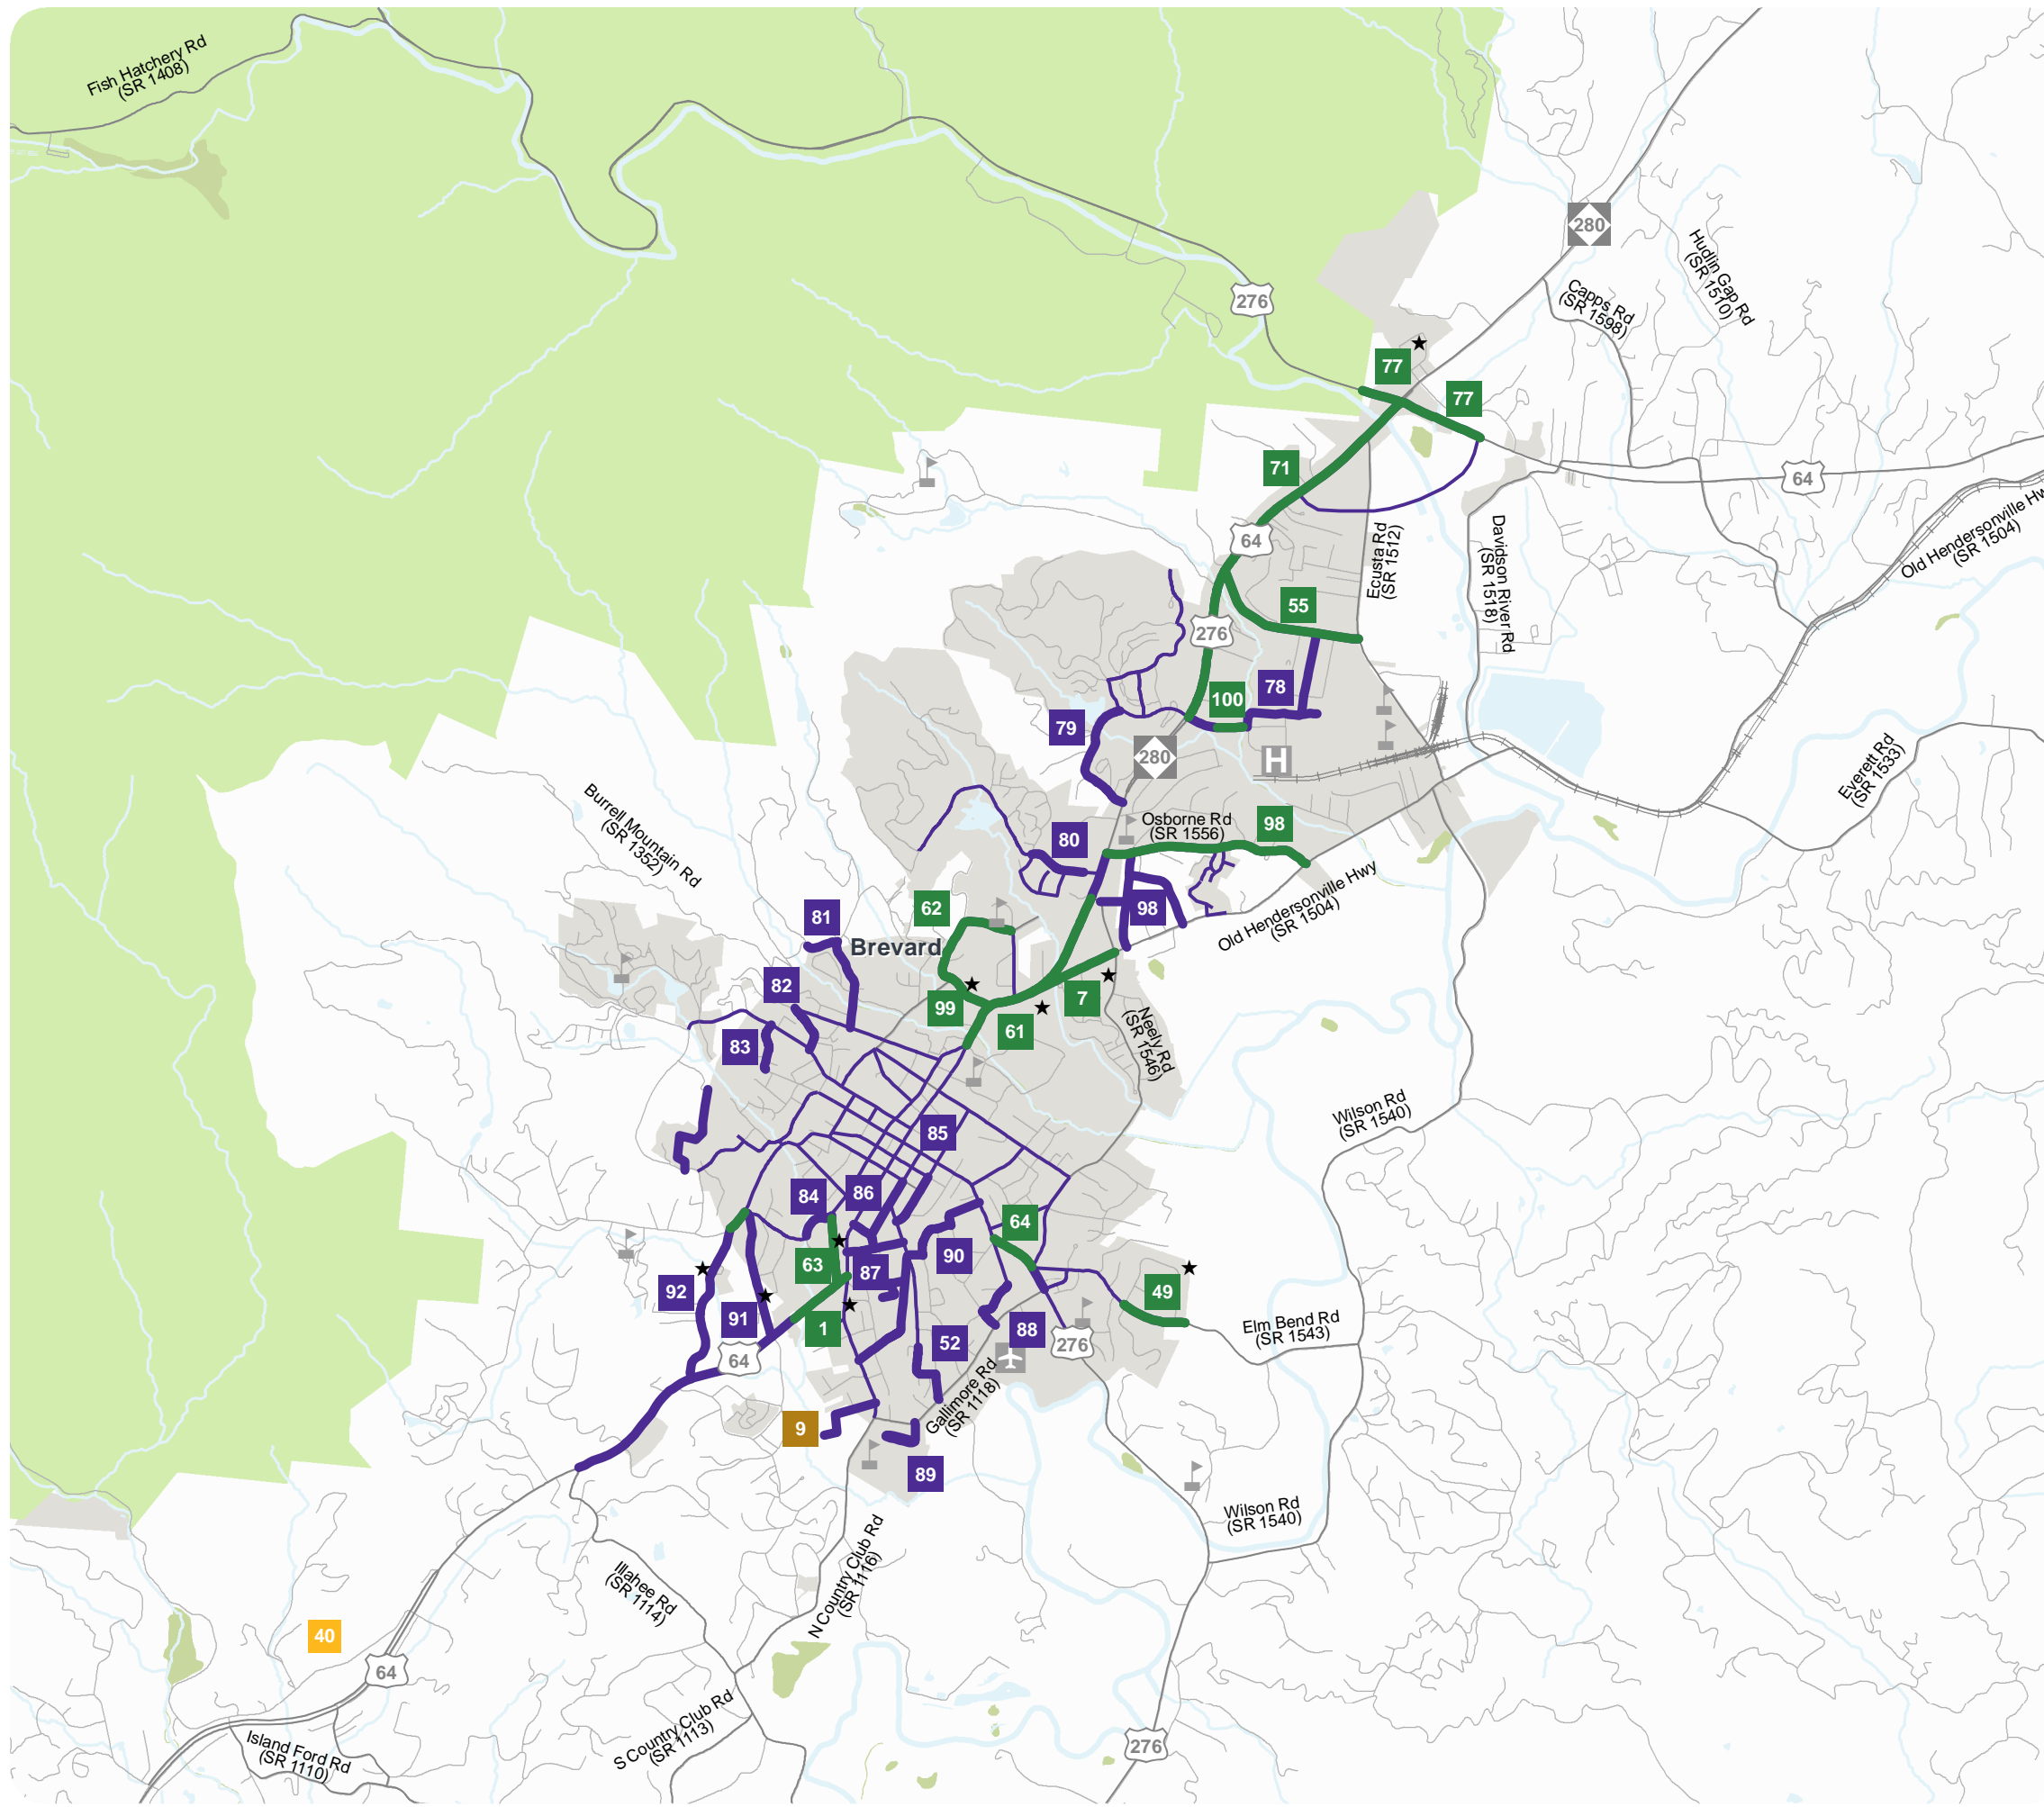 Fish Hatchery Rd
(SR 1408)
280
Hudlin Gap Rd
(SR 1510)
Capps Rd
(SR 1598)
276
77
77
71
64
64
Old Hendersonville Hw
(SR 1504)
Ecusta Rd
(SR 1512)
Davidson River Rd
(SR 1518)
55
276
78
100
79
280
H
Everett Rd
(SR 1533)
Burrell Mountain Rd
(SR 1352)
Osborne Rd
(SR 1556)
98
80
Old Hendersonville Hwy
(SR 1504)
62
98
81
Brevard
82
99
7
61
83
Neely Rd
(SR 1546)
Wilson Rd
(SR 1540)
85
84
86
64
90
63
87
92
49
91
1
88
52
Elm Bend Rd
(SR 1543)
276
64
Gallimore Rd
(SR 1118)
9
89
Wilson Rd
(SR 1540)
N Country Club Rd
(SR 1116)
Illahee Rd
(SR 1114)
40
64
S Country Club Rd
(SR 1113)
Island Ford Rd
(SR 1110)
276